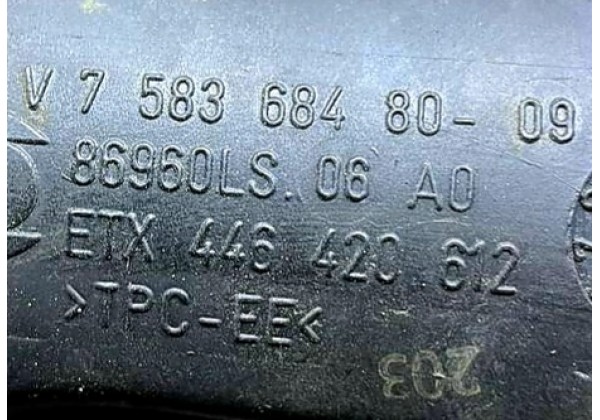 V 7 583 684 80-09
86960LS.06 A0
ETX 446 420 612
>TPC-EE<
203